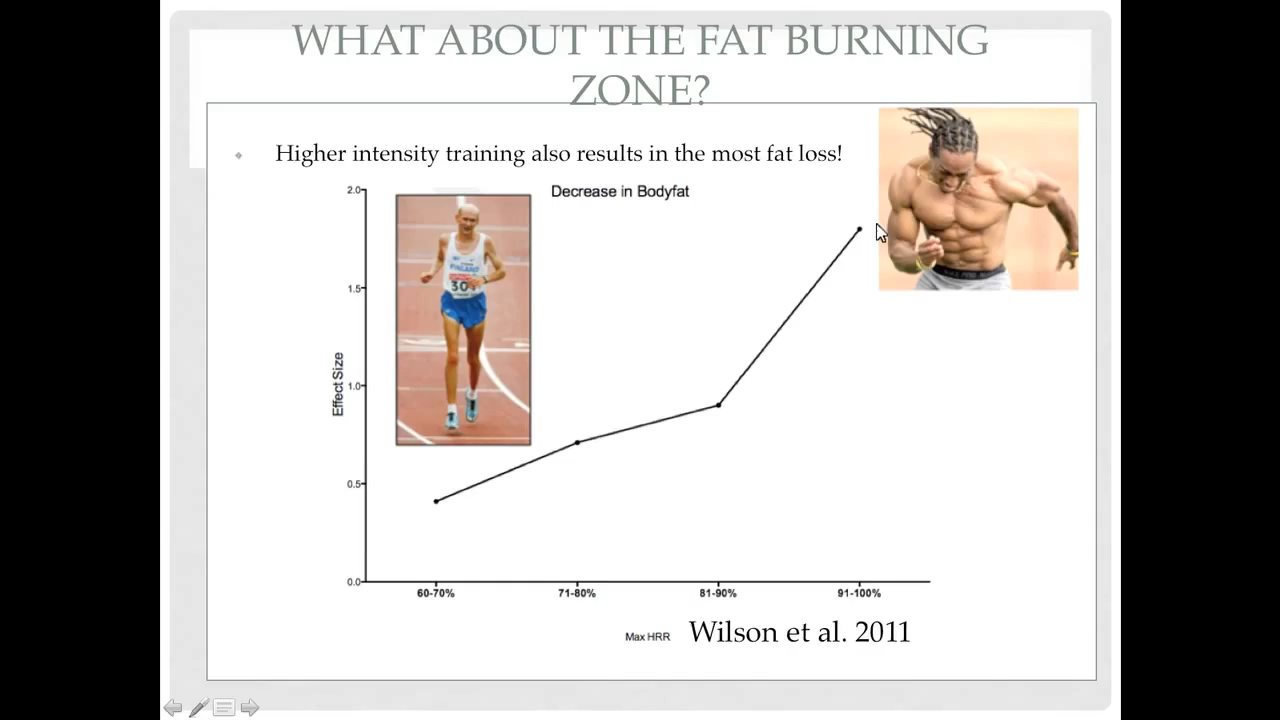 WHAT ABOUT THE FAT BURNING
ZONE?
Higher intensity training also results in the most fat loss!
Decrease in Bodyfat
2.0
1.5
1.0
0.5
0.0
Effect Size
FINLAND
60-70%
71-80%
81-90%
91-100%
Max HRR
Wilson et al. 2011